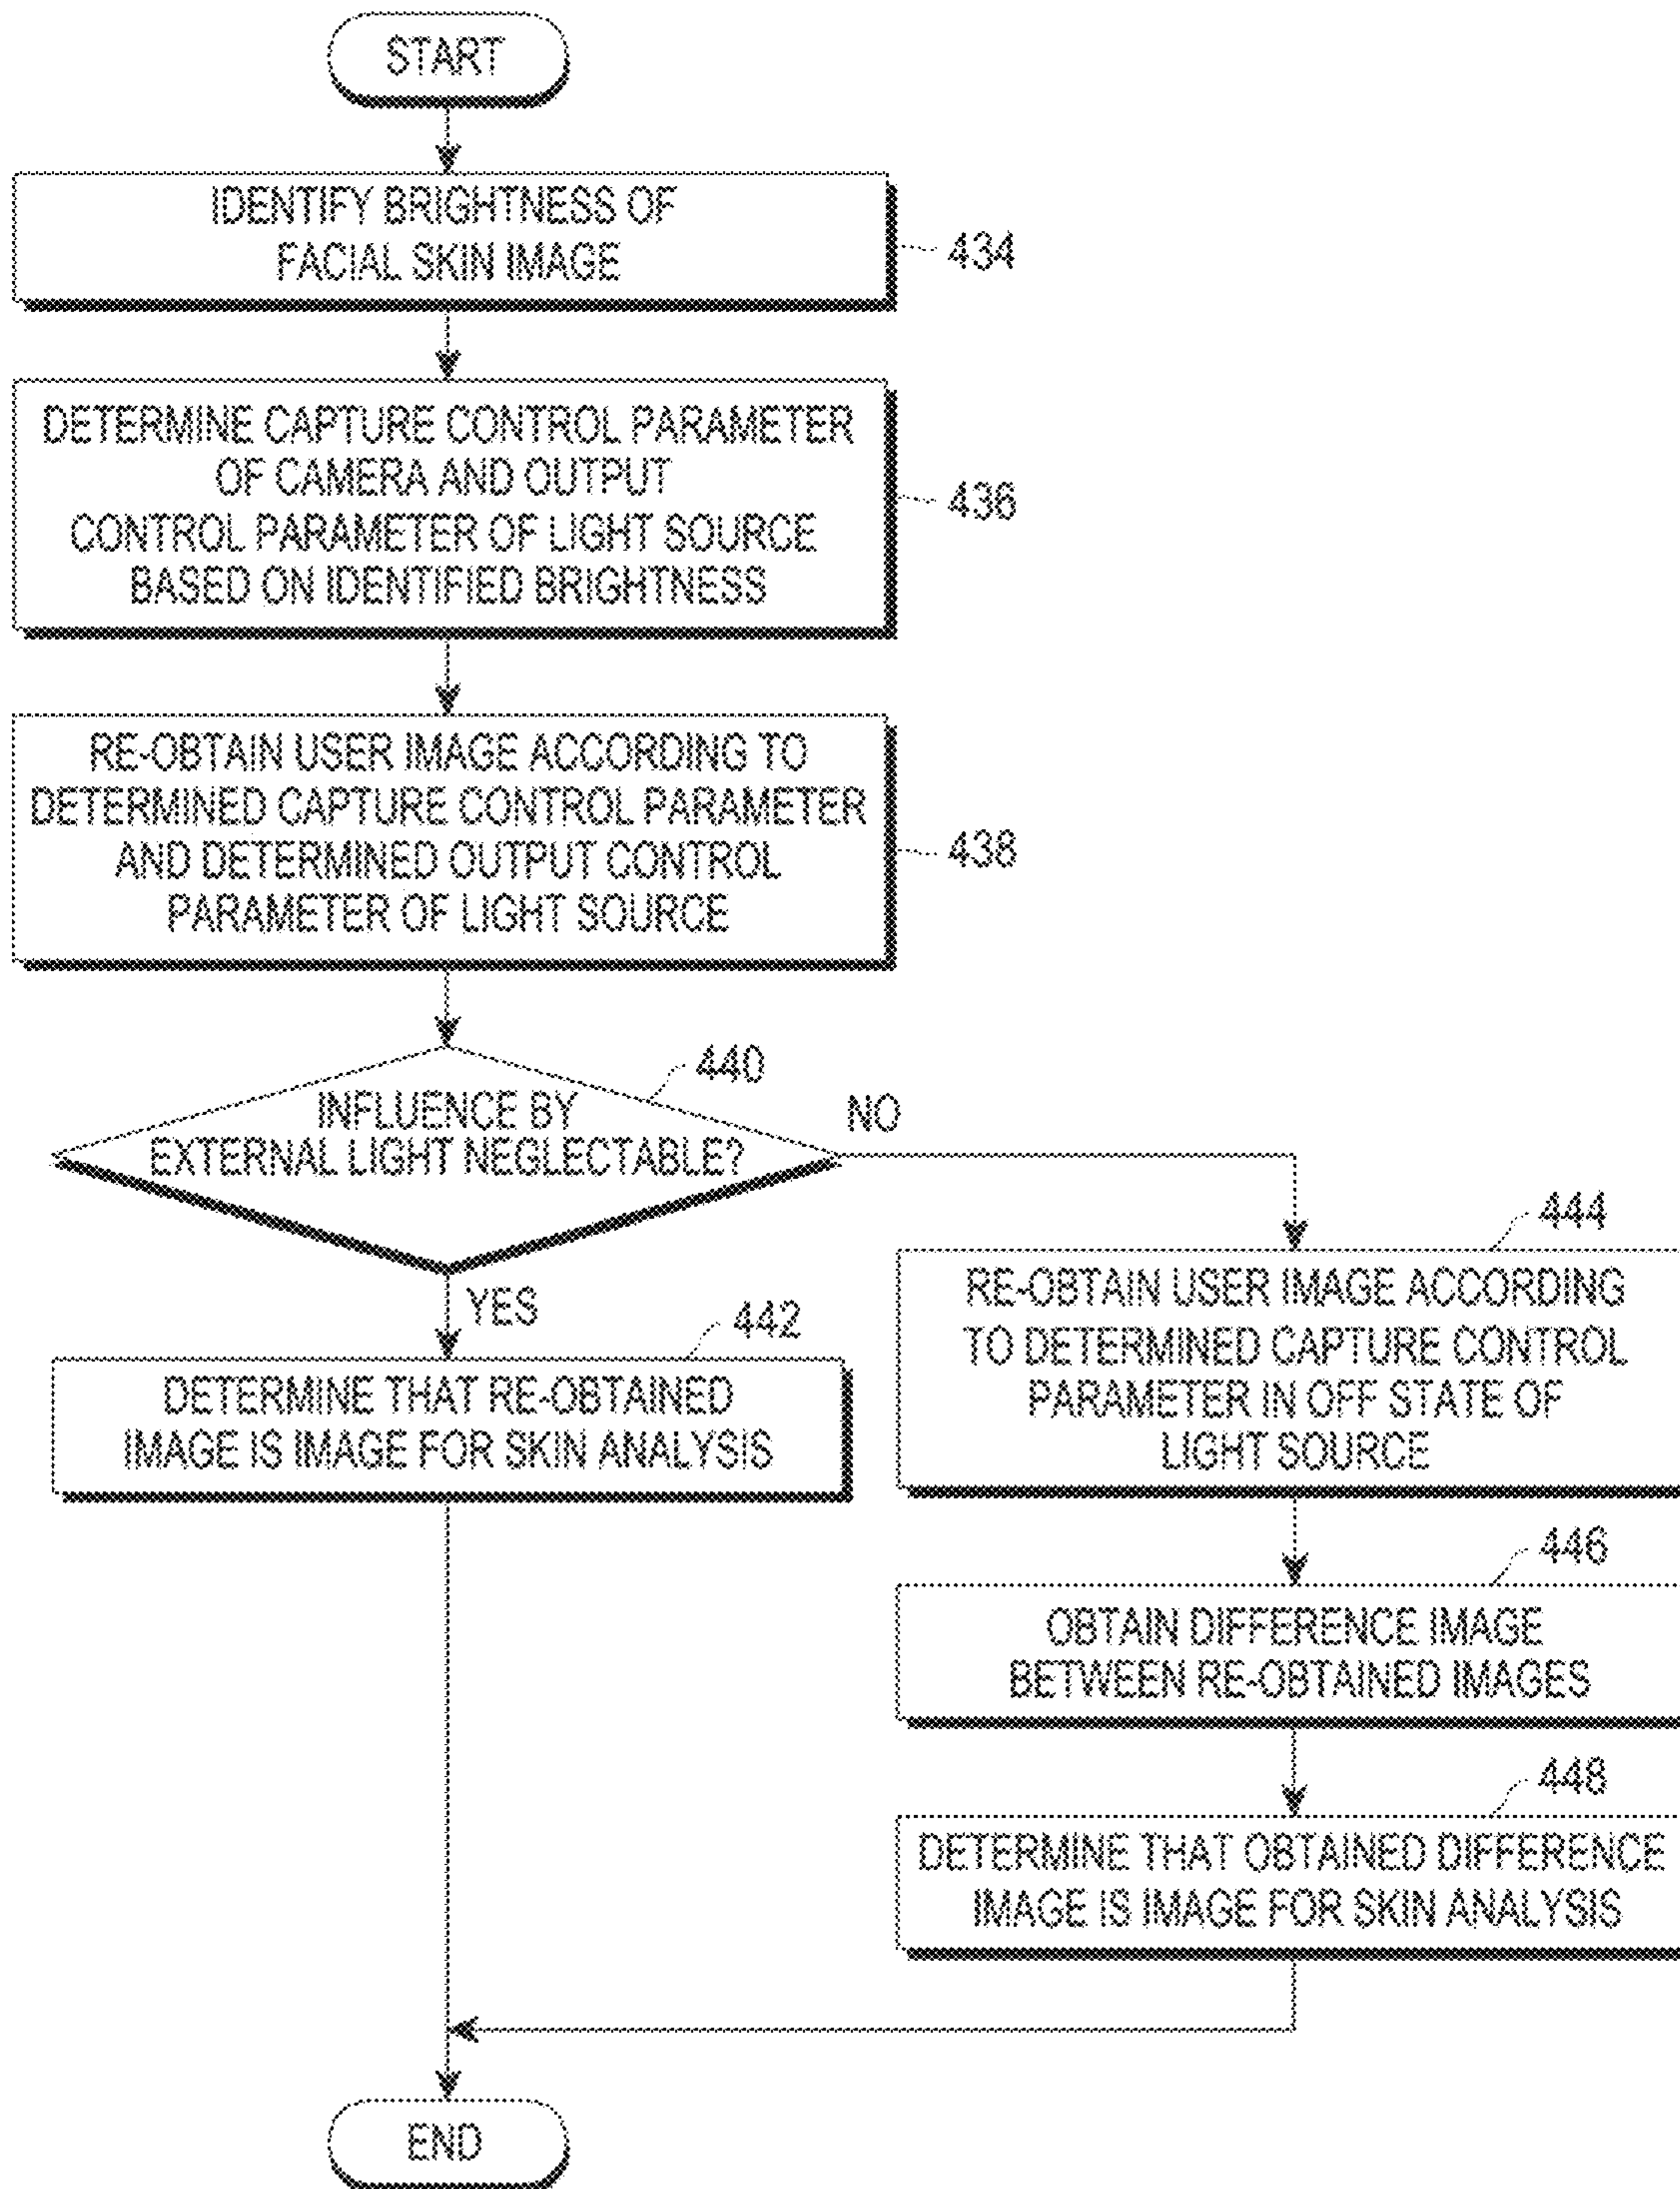 START
IDENTIFY BRIGHTNESS OF
FACIAL SKIN IMAGE
434
DETERMINE CAPTURE CONTROL PARAMETER
OF CAMERA AND OUTPUT
CONTROL PARAMETER OF LIGHT SOURCE
BASED ON IDENTIFIED BRIGHTNESS
436
RE-OBTAIN USER IMAGE ACCORDING TO
DETERMINED CAPTURE CONTROL PARAMETER
AND DETERMINED OUTPUT CONTROL
PARAMETER OF LIGHT SOURCE
438
440
INFLUENCE BY
EXTERNAL LIGHT NEGLECTABLE?
NO
YES
442
DETERMINE THAT RE-OBTAINED
IMAGE IS IMAGE FOR SKIN ANALYSIS
444
RE-OBTAIN USER IMAGE ACCORDING
TO DETERMINED CAPTURE CONTROL
PARAMETER IN OFF STATE OF
LIGHT SOURCE
446
OBTAIN DIFFERENCE IMAGE
BETWEEN RE-OBTAINED IMAGES
448
DETERMINE THAT OBTAINED DIFFERENCE
IMAGE IS IMAGE FOR SKIN ANALYSIS
END